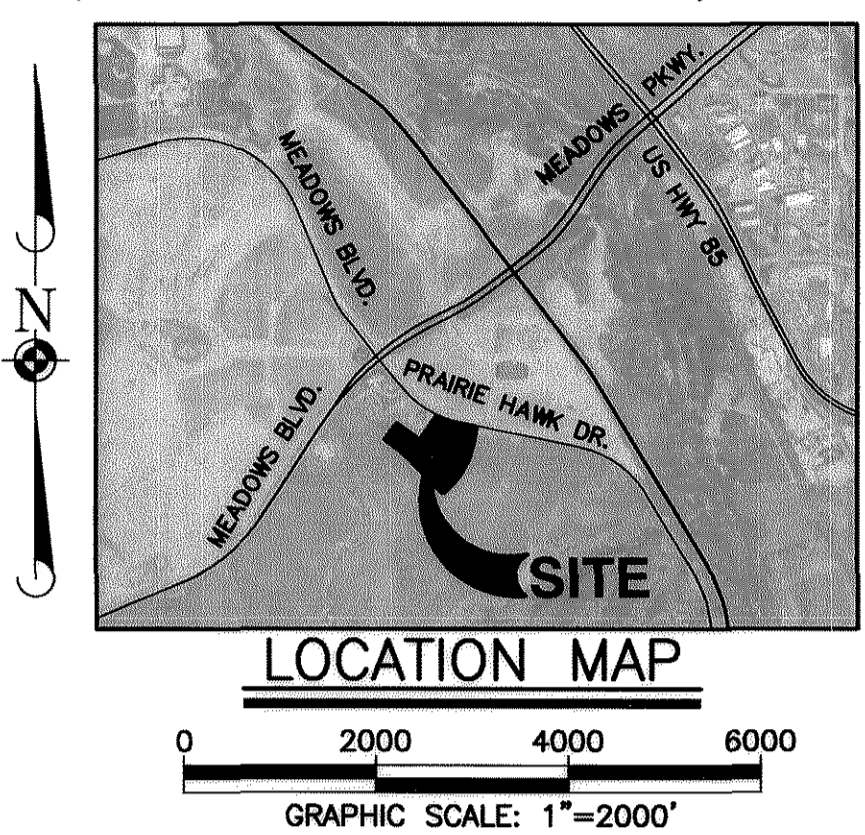 MEADOWS PKWY.
US HWY 85
MEADOWS BLVD.
N
PRAIRIE HAWK DR.
MEADOWS BLVD.
SITE
LOCATION MAP
0 2000 4000 6000
GRAPHIC SCALE: 1"=2000'